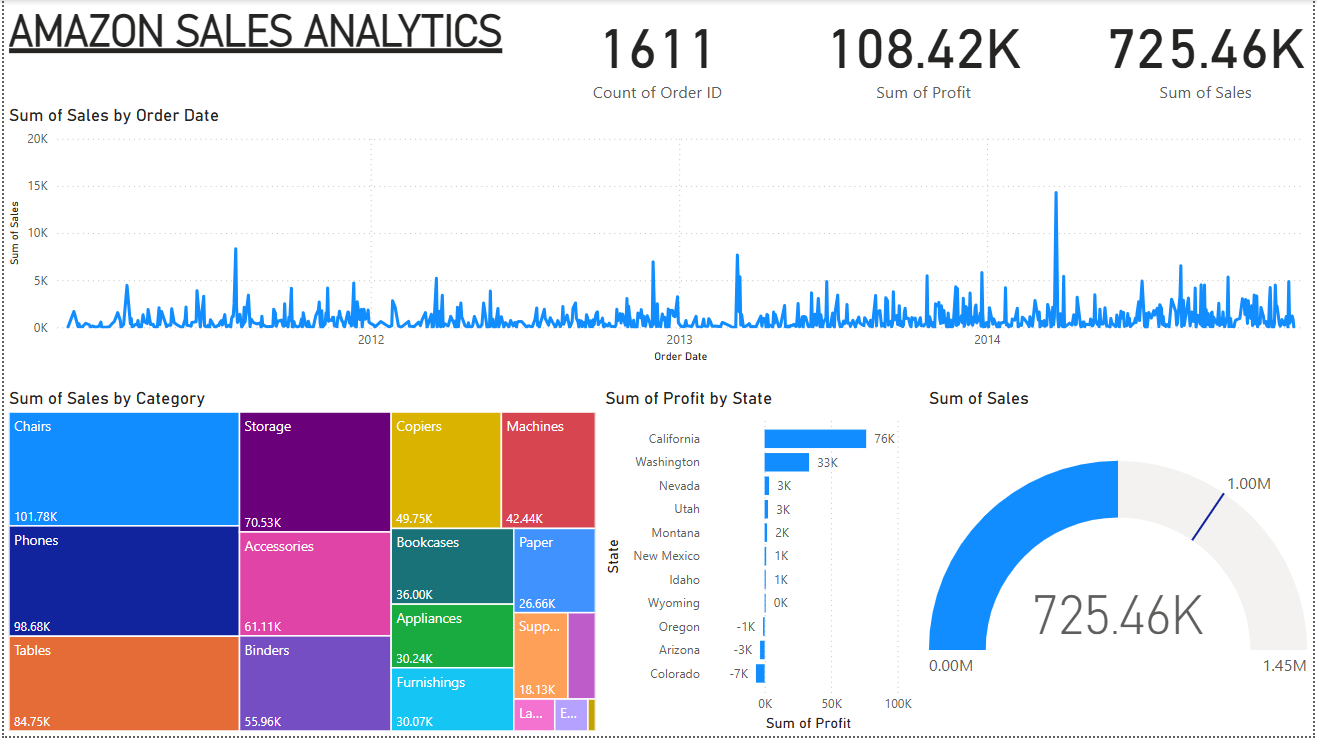 AMAZON SALES ANALYTICS
1611
Count of Order ID
108.42K
Sum of Profit
725.46K
Sum of Sales
Sum of Sales by Order Date
Sum of Sales
20K
15K
10K
5K
0K
2012
2013
2014
Order Date
Sum of Sales by Category
Chairs
101.78K
Phones
98.68K
Tables
84.75K
Storage
70.53K
Accessories
61.11K
Binders
55.96K
Copiers
49.75K
Machines
42.44K
Bookcases
36.00K
Appliances
30.24K
Furnishings
30.07K
Paper
26.66K
Supp...
18.13K
La...
E...
Sum of Profit by State
State
California 76K
Washington 33K
Nevada 3K
Utah 3K
Montana 2K
New Mexico 1K
Idaho 1K
Wyoming 0K
Oregon -1K
Arizona -3K
Colorado -7K
0K 50K 100K
Sum of Profit
Sum of Sales
1.00M
725.46K
0.00M
1.45M